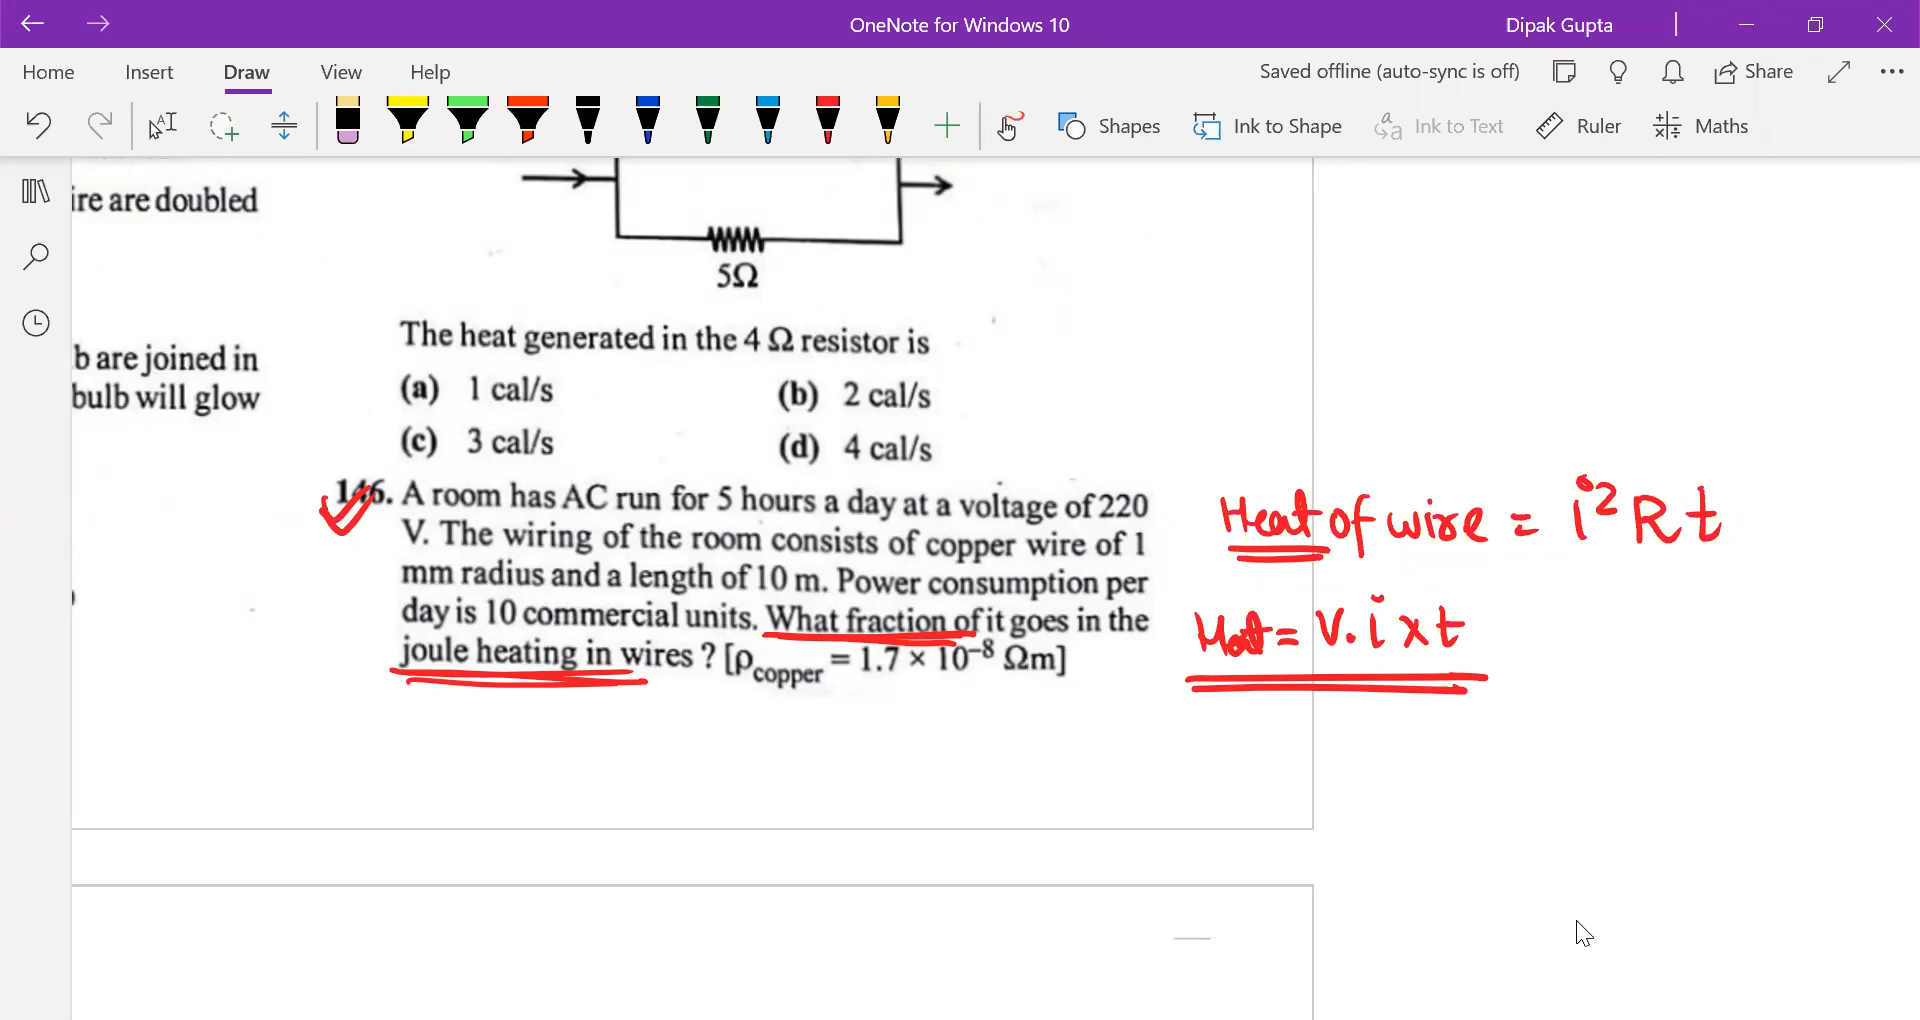 OneNote for Windows 10
Dipak Gupta
Home Insert Draw View Help
Saved offline (auto-sync is off) Share
Shapes Ink to Shape Ink to Text Ruler Maths
ire are doubled
5Ω
b are joined in
bulb will glow
The heat generated in the 4 Ω resistor is
(a) 1 cal/s (b) 2 cal/s
(c) 3 cal/s (d) 4 cal/s
146. A room has AC run for 5 hours a day at a voltage of 220
V. The wiring of the room consists of copper wire of 1
mm radius and a length of 10 m. Power consumption per
day is 10 commercial units. What fraction of it goes in the
joule heating in wires ? [ρcopper = 1.7 × 10⁻⁸ Ωm]
Heat of wire = i² R t
Heat = V. i x t